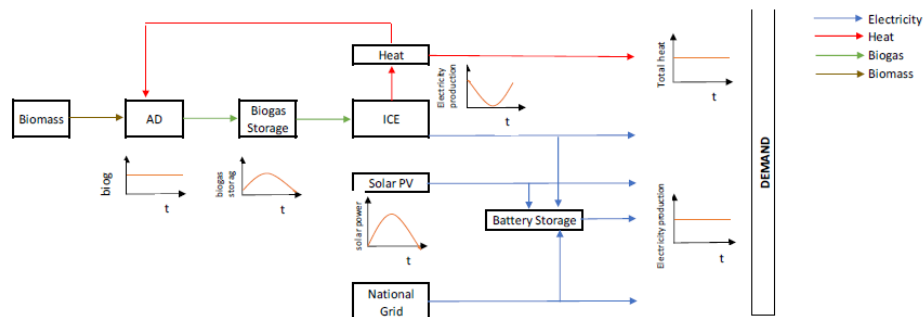 Electricity
Heat
Biogas
Biomass
Heat
Total heat
t
Electricity
production
t
Biomass
AD
Biogas
Storage
ICE
DEMAND
biog
t
biogas
storag
t
Solar PV
solar power
t
Battery Storage
Electricity production
t
National
Grid